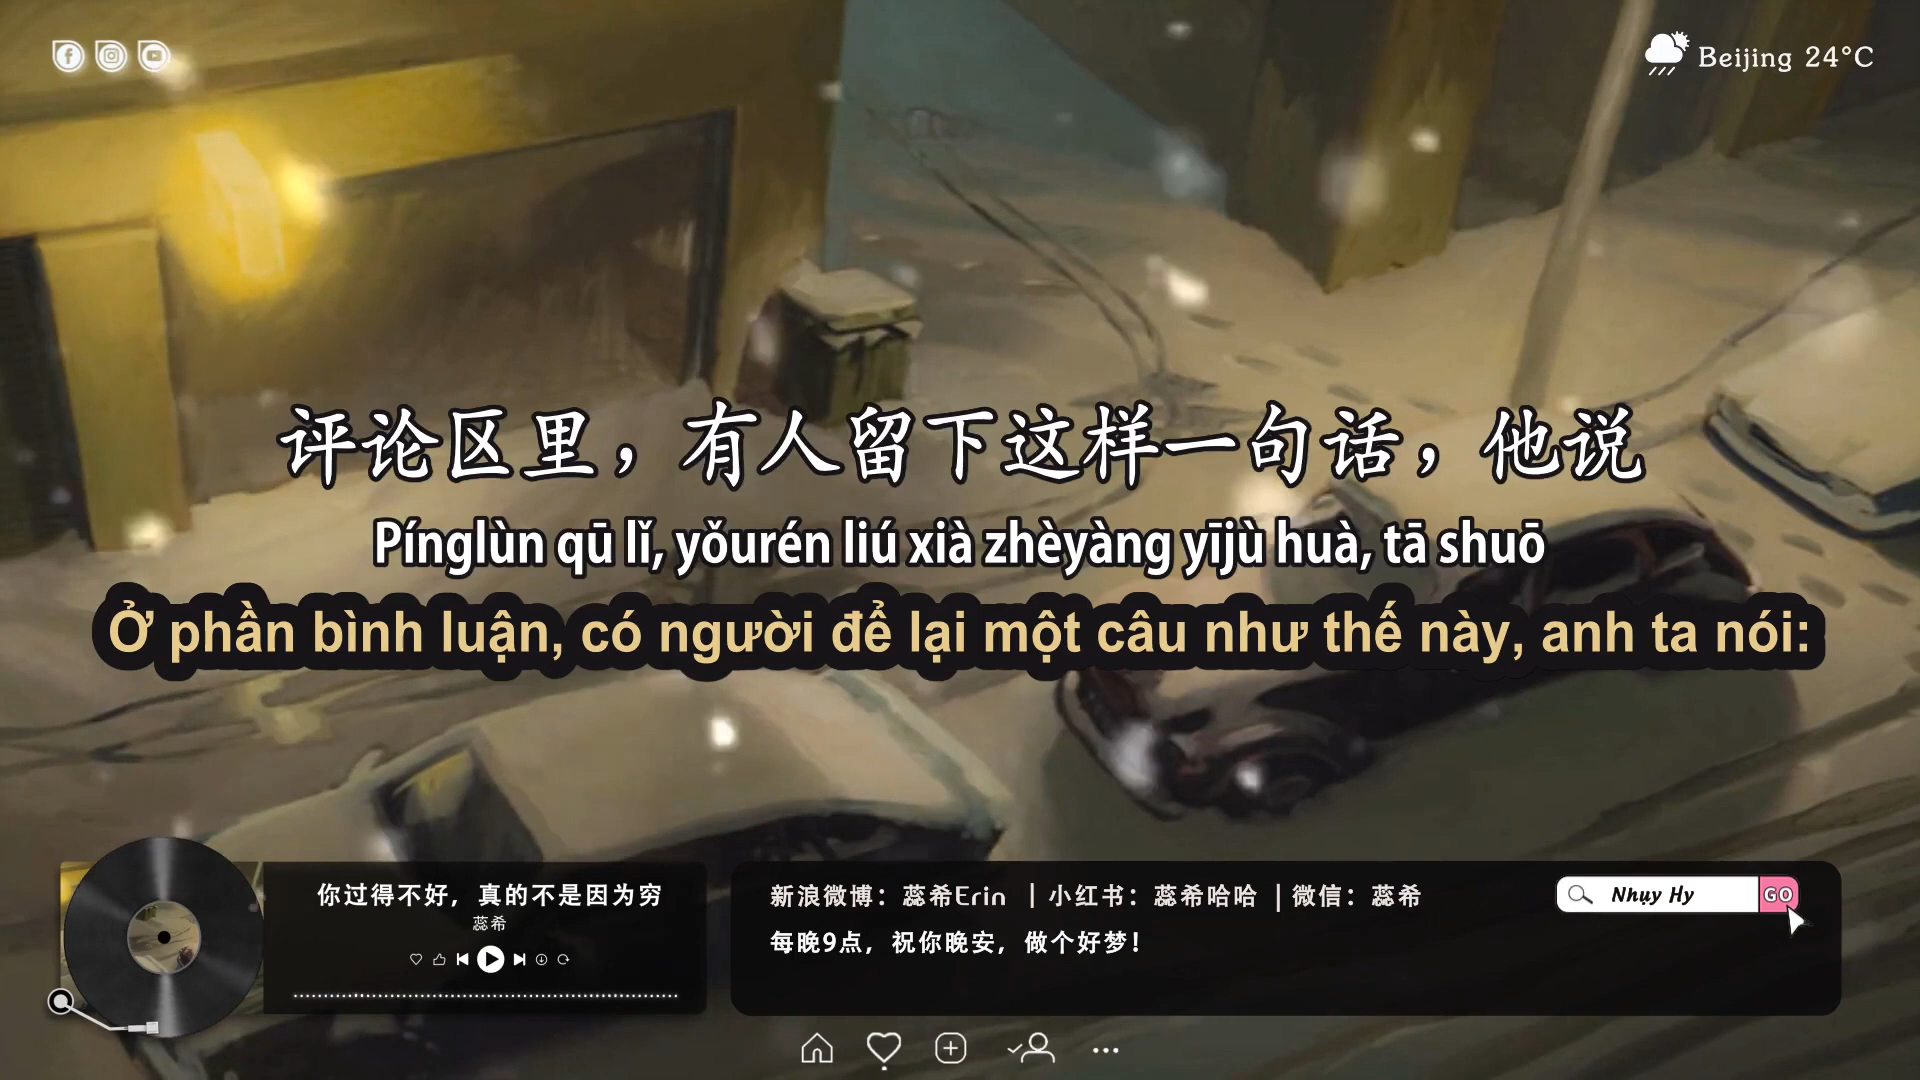 Beijing 24°C
评论区里，有人留下这样一句话，他说
Pínglùn qū lǐ, yǒurén liú xià zhèyàng yījù huà, tā shuō
Ở phần bình luận, có người để lại một câu như thế này, anh ta nói:
你过得不好，真的不是因为穷
蕊希
新浪微博：蕊希Erin ｜小红书：蕊希哈哈 ｜微信：蕊希
每晚9点，祝你晚安，做个好梦！
Nhụy Hy
GO